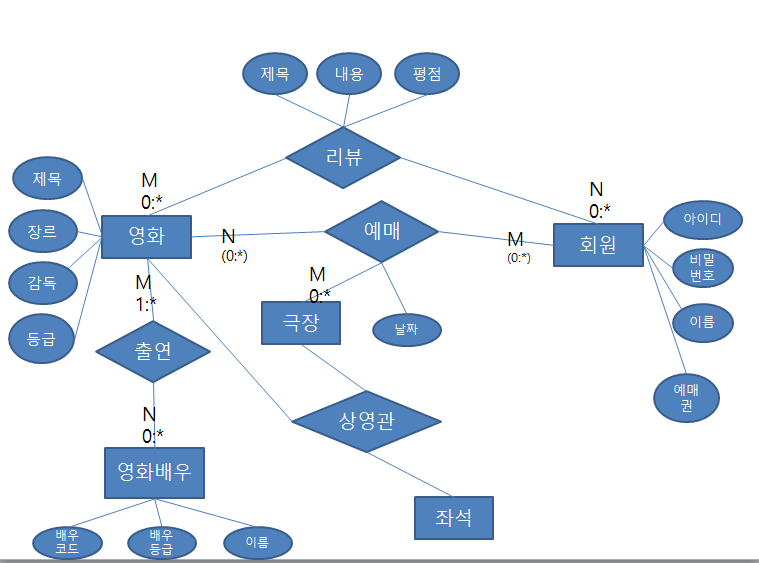 제목
내용
평점
리뷰
M
0:*
N
0:*
제목
장르
감독
등급
영화
N
(0:*)
예매
M
(0:*)
회원
아이디
비밀
번호
이름
예매
권
M
1:*
M
0:*
극장
날짜
출연
상영관
N
0:*
영화배우
좌석
배우
코드
배우
등급
이름